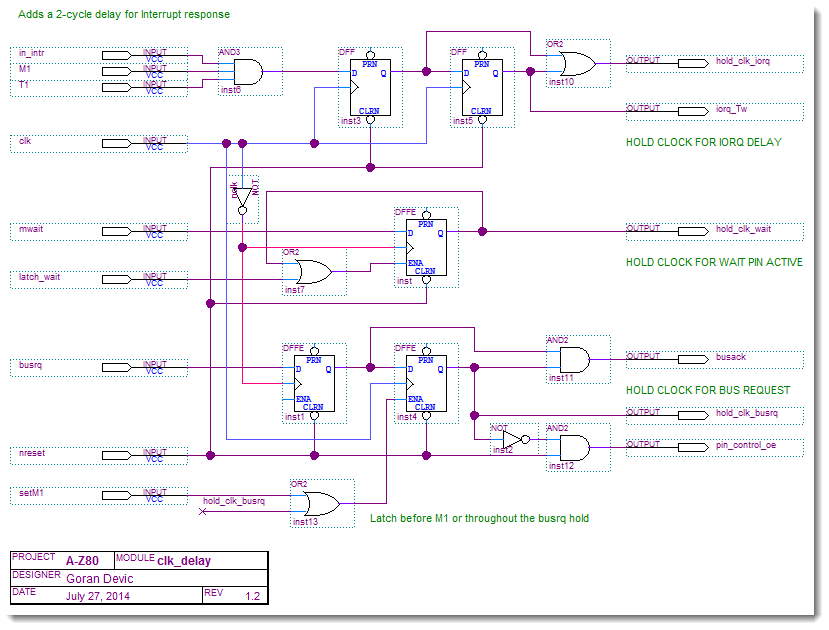 Adds a 2-cycle delay for Interrupt response
in_intr INPUT VCC
M1 INPUT VCC
T1 INPUT VCC
AND3 inst6
DFF PRN D Q CLRN inst3
DFF PRN D Q CLRN inst5
OR2 inst10
OUTPUT hold_clk_iorq
OUTPUT iorq_Tw
clk INPUT VCC
HOLD CLOCK FOR IORQ DELAY
nclk NOT
mwait INPUT VCC
DFFE PRN D Q ENA CLRN inst
OUTPUT hold_clk_wait
latch_wait INPUT VCC
OR2 inst7
HOLD CLOCK FOR WAIT PIN ACTIVE
busrq INPUT VCC
DFFE PRN D Q ENA CLRN inst1
DFFE PRN D Q ENA CLRN inst4
AND2 inst11
OUTPUT busack
HOLD CLOCK FOR BUS REQUEST
OUTPUT hold_clk_busrq
NOT inst2
AND2 inst12
OUTPUT pin_control_oe
nreset INPUT VCC
setM1 INPUT VCC
hold_clk_busrq
OR2 inst13
Latch before M1 or throughout the busrq hold
PROJECT A-Z80 MODULE clk_delay
DESIGNER Goran Devic
DATE July 27, 2014 REV 1.2